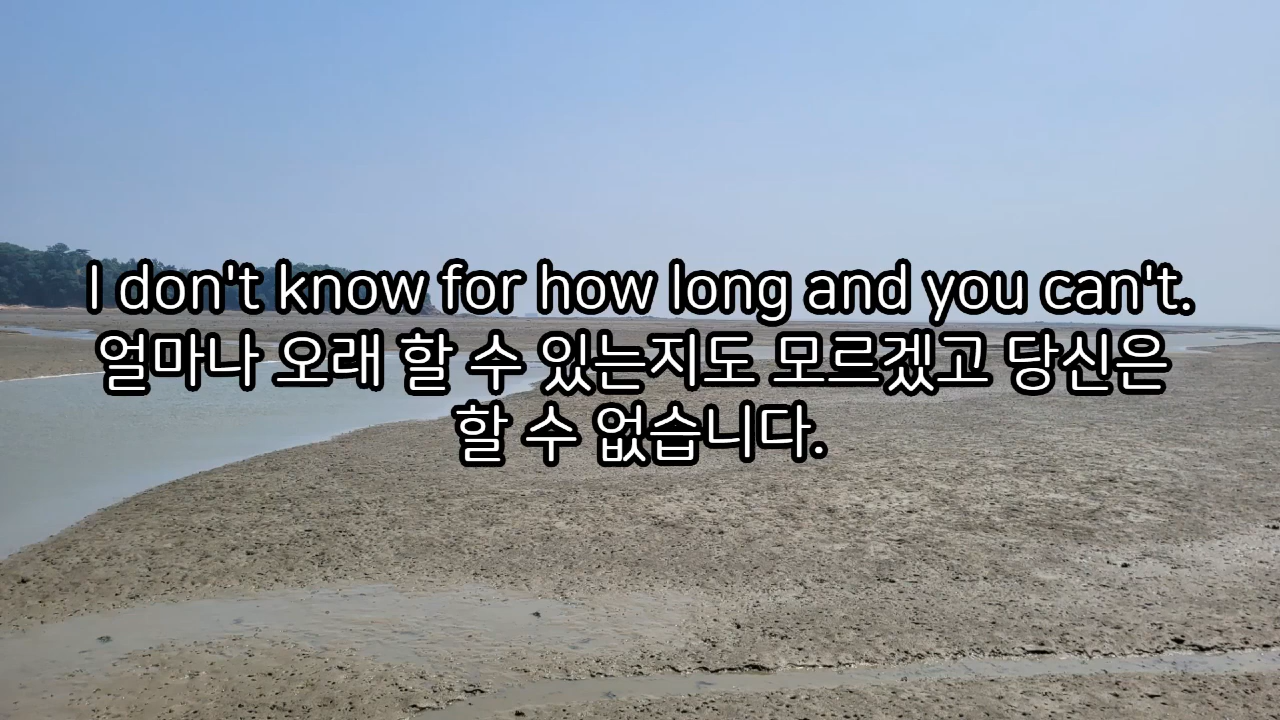 I don't know for how long and you can't.
얼마나 오래 할 수 있는지도 모르겠고 당신은
할 수 없습니다.